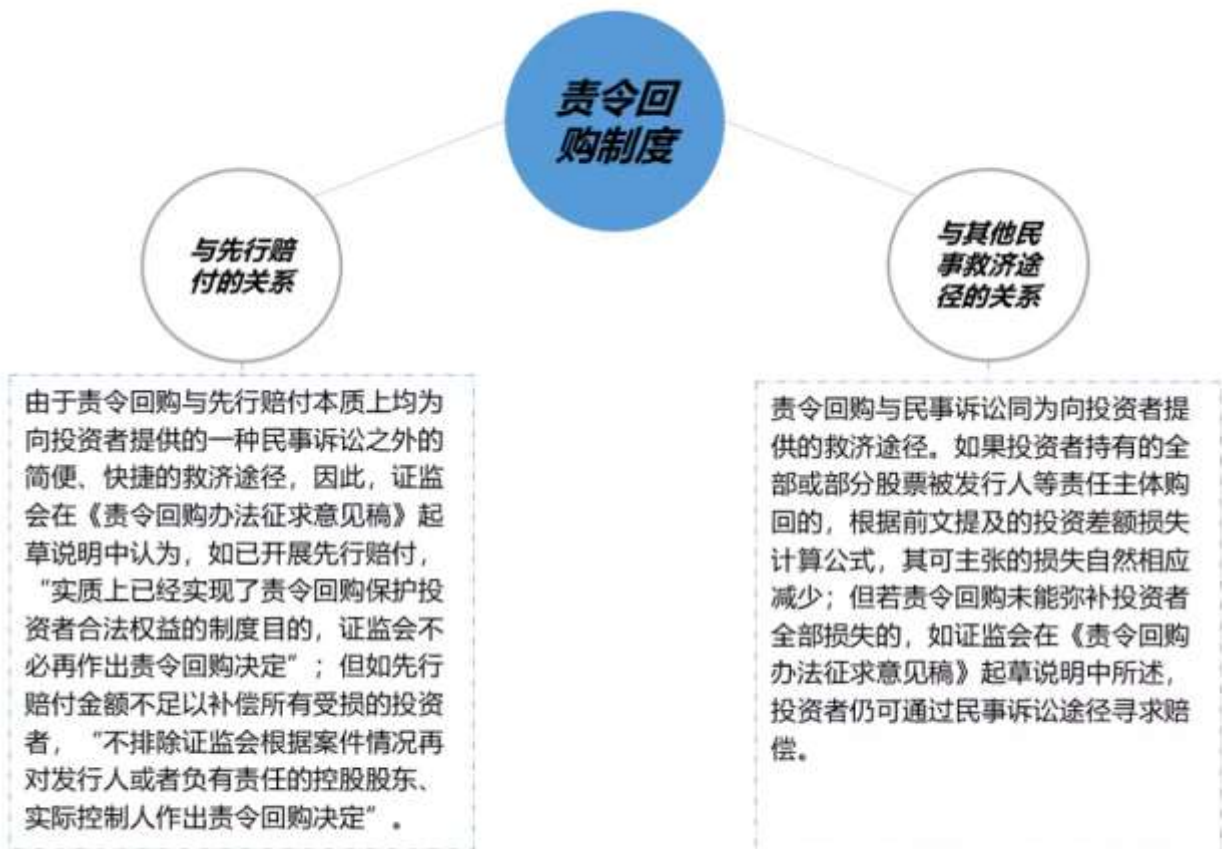 责令回
购制度
与先行赔
付的关系
由于责令回购与先行赔付本质上均为
向投资者提供的一种民事诉讼之外的
简便、快捷的救济途径，因此，证监
会在《责令回购办法征求意见稿》起
草说明中认为，如已开展先行赔付，
“实质上已经实现了责令回购保护投
资者合法权益的制度目的，证监会不
必再作出责令回购决定”；但如先行
赔付金额不足以补偿所有受损的投资
者，“不排除证监会根据案件情况再
对发行人或者负有责任的控股股东、
实际控制人作出责令回购决定”。
与其他民
事救济途
径的关系
责令回购与民事诉讼同为向投资者提
供的救济途径。如果投资者持有的全
部或部分股票被发行人等责任主体购
回的，根据前文提及的投资差额损失
计算公式，其可主张的损失自然相应
减少；但若责令回购未能弥补投资者
全部损失的，如证监会在《责令回购
办法征求意见稿》起草说明中所述，
投资者仍可通过民事诉讼途径寻求赔
偿。